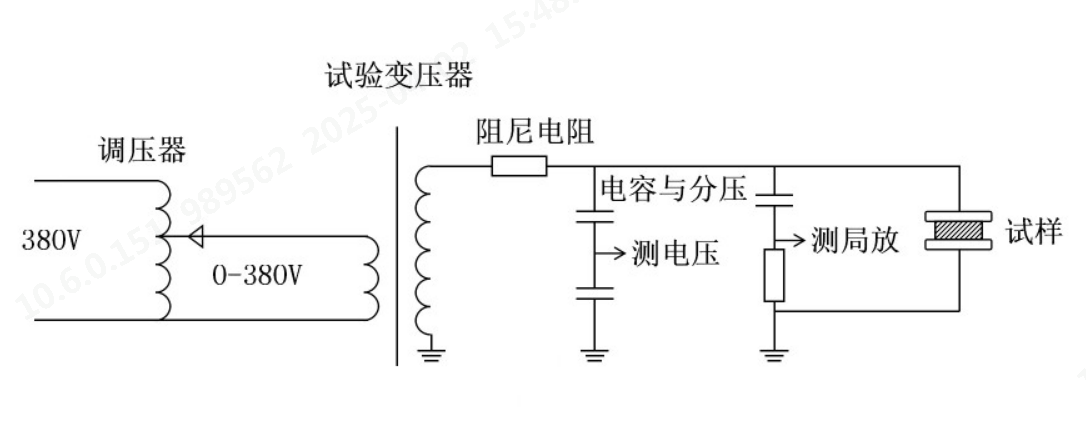 试验变压器
调压器
阻尼电阻
电容与分压
380V
0-380V
测电压
测局放
试样